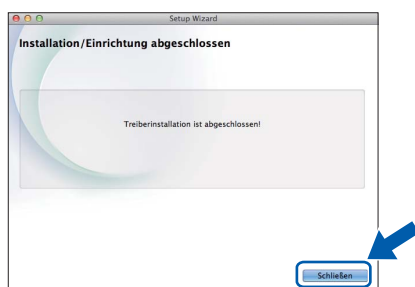 Setup Wizard
Installation/Einrichtung abgeschlossen
Treiberinstallation ist abgeschlossen!
Schließen